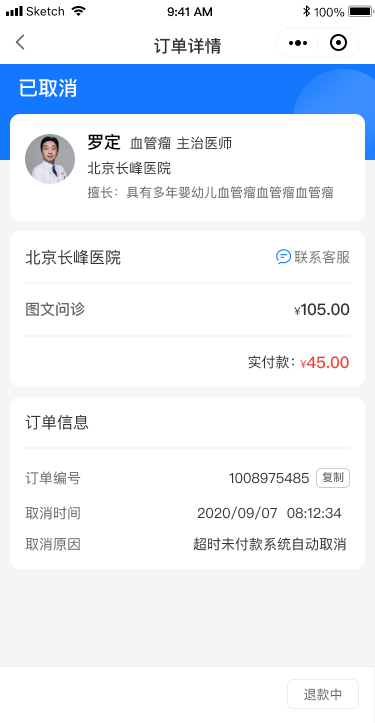 Sketch 9:41 AM 100%
订单详情
已取消
罗定 血管瘤 主治医师
北京长峰医院
擅长：具有多年婴幼儿血管瘤血管瘤血管瘤
北京长峰医院 联系客服
图文问诊 ¥105.00
实付款：¥45.00
订单信息
订单编号 1008975485 复制
取消时间 2020/09/07 08:12:34
取消原因 超时未付款系统自动取消
退款中